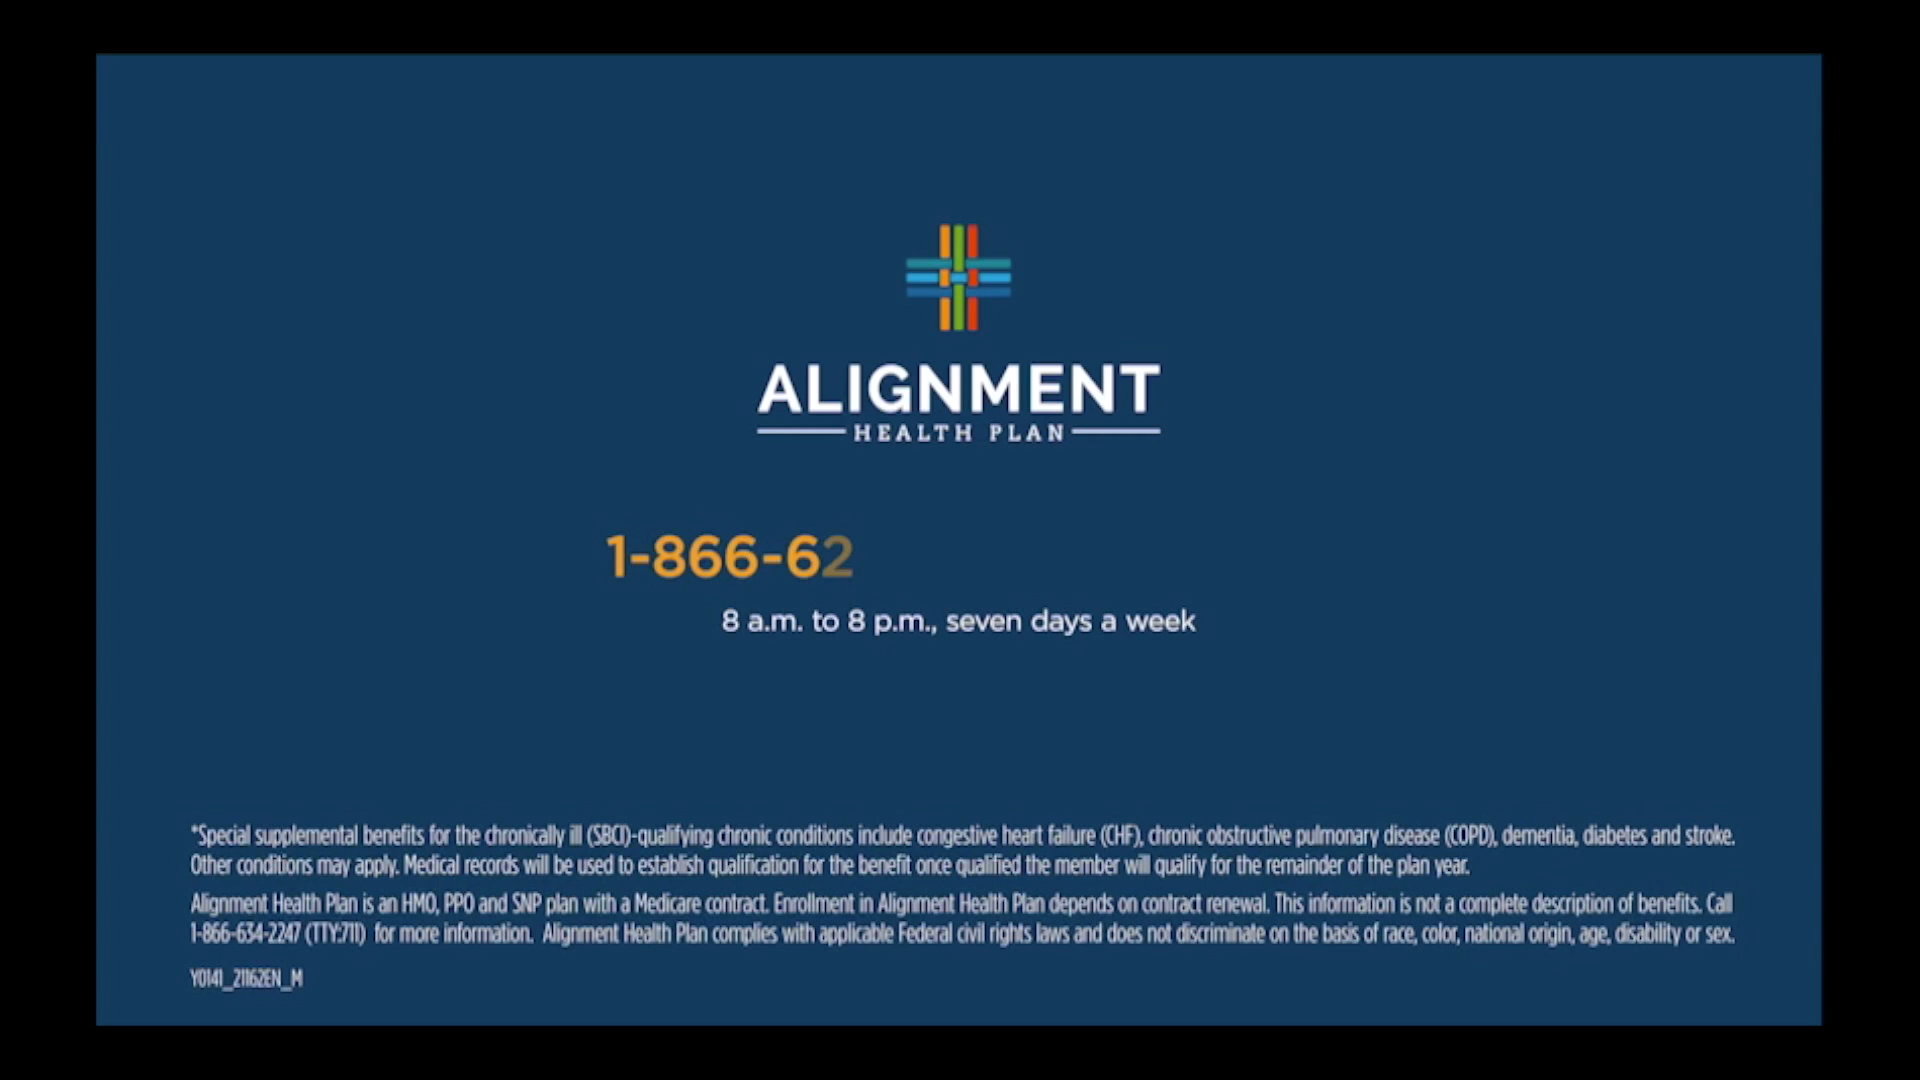 ALIGNMENT
HEALTH PLAN
1-866-62
8 a.m. to 8 p.m., seven days a week
*Special supplemental benefits for the chronically ill (SBCI)-qualifying chronic conditions include congestive heart failure (CHF), chronic obstructive pulmonary disease (COPD), dementia, diabetes and stroke.
Other conditions may apply. Medical records will be used to establish qualification for the benefit once qualified the member will qualify for the remainder of the plan year.
Alignment Health Plan is an HMO, PPO and SNP plan with a Medicare contract. Enrollment in Alignment Health Plan depends on contract renewal. This information is not a complete description of benefits. Call
1-866-634-2247 (TTY:711) for more information. Alignment Health Plan complies with applicable Federal civil rights laws and does not discriminate on the basis of race, color, national origin, age, disability or sex.
Y0141_21162EN_M